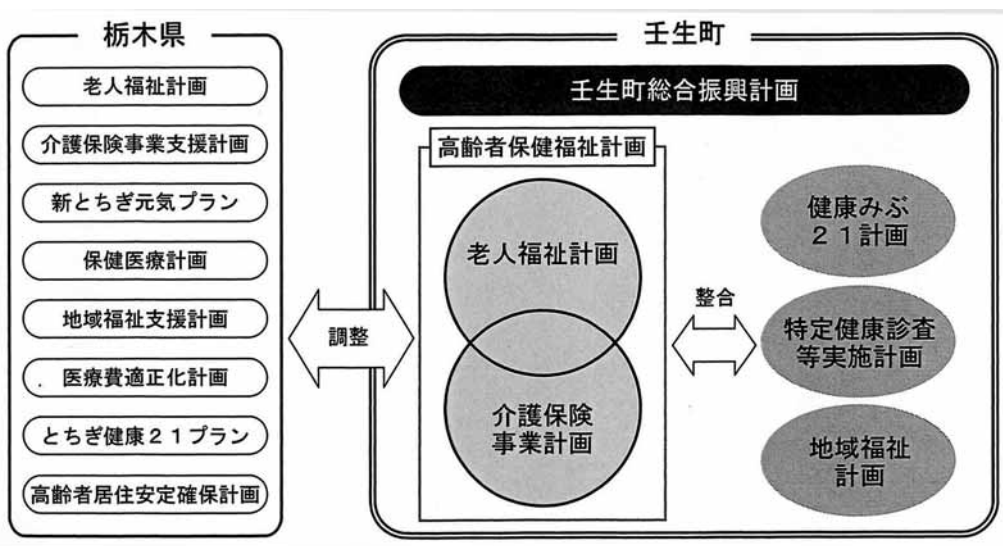 栃木県
老人福祉計画
介護保険事業支援計画
新とちぎ元気プラン
保健医療計画
地域福祉支援計画
医療費適正化計画
とちぎ健康２１プラン
高齢者居住安定確保計画
調整
壬生町
壬生町総合振興計画
高齢者保健福祉計画
老人福祉計画
介護保険
事業計画
整合
健康みぶ
２１計画
特定健康診査
等実施計画
地域福祉
計画